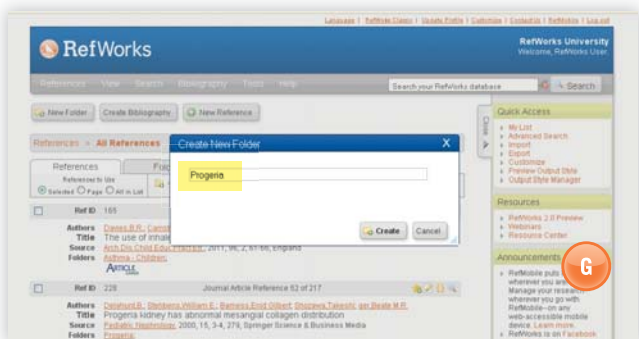 Language | RefWorks Classic | Update Profile | Customize | Contact Us | RefMobile | Log out
RefWorks
RefWorks University
Welcome, RefWorks User.
References View Search Bibliography Tools Help
Search your RefWorks database
Search
New Folder
Create Bibliography
New Reference
Quick Access
My List
Advanced Search
Import
Export
Customize
Preview Output Style
Output Style Manager
Close
References > All References
Create New Folder X
Progeria
Create
Cancel
References
References to Use
Selected Page All in List
Resources
RefWorks 2.0 Preview
Webinars
Resource Center
Announcements
RefMobile puts
wherever you are
Manage your research
wherever you go with
RefMobile--on any
web-accessible mobile
device. Learn more.
RefWorks is on Facebook
G
Ref ID 165
Authors Davies,B.R.;
Title The use of
Source Arch.Dis.Child.Educ.Pract.Ed., 2011, 96, 2, 61-66, England
Folders Asthma - Children;
Article
Ref ID 228
Journal Article Reference 52 of 217
Authors
Title Progeria kidney has abnormal mesangial collagen distribution
Source Pediatric Nephrology, 2000, 15, 3-4, 279, Springer Science & Business Media
Folders Progeria;